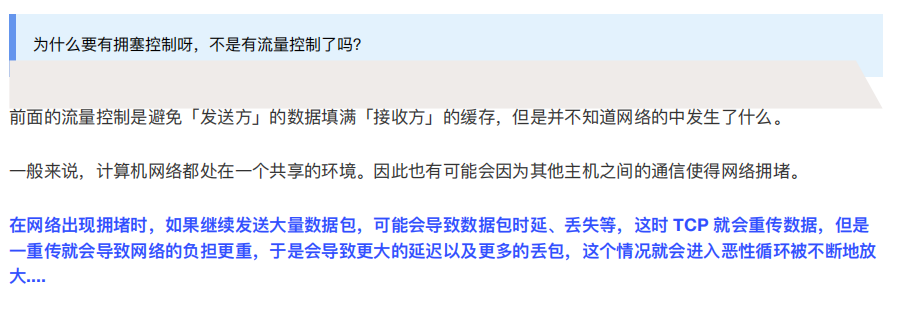 为什么要有拥塞控制呀，不是有流量控制了吗？
前面的流量控制是避免「发送方」的数据填满「接收方」的缓存，但是并不知道网络的中发生了什么。
一般来说，计算机网络都处在一个共享的环境。因此也有可能会因为其他主机之间的通信使得网络拥堵。
在网络出现拥堵时，如果继续发送大量数据包，可能会导致数据包时延、丢失等，这时 TCP 就会重传数据，但是
一重传就会导致网络的负担更重，于是会导致更大的延迟以及更多的丢包，这个情况就会进入恶性循环被不断地放
大....